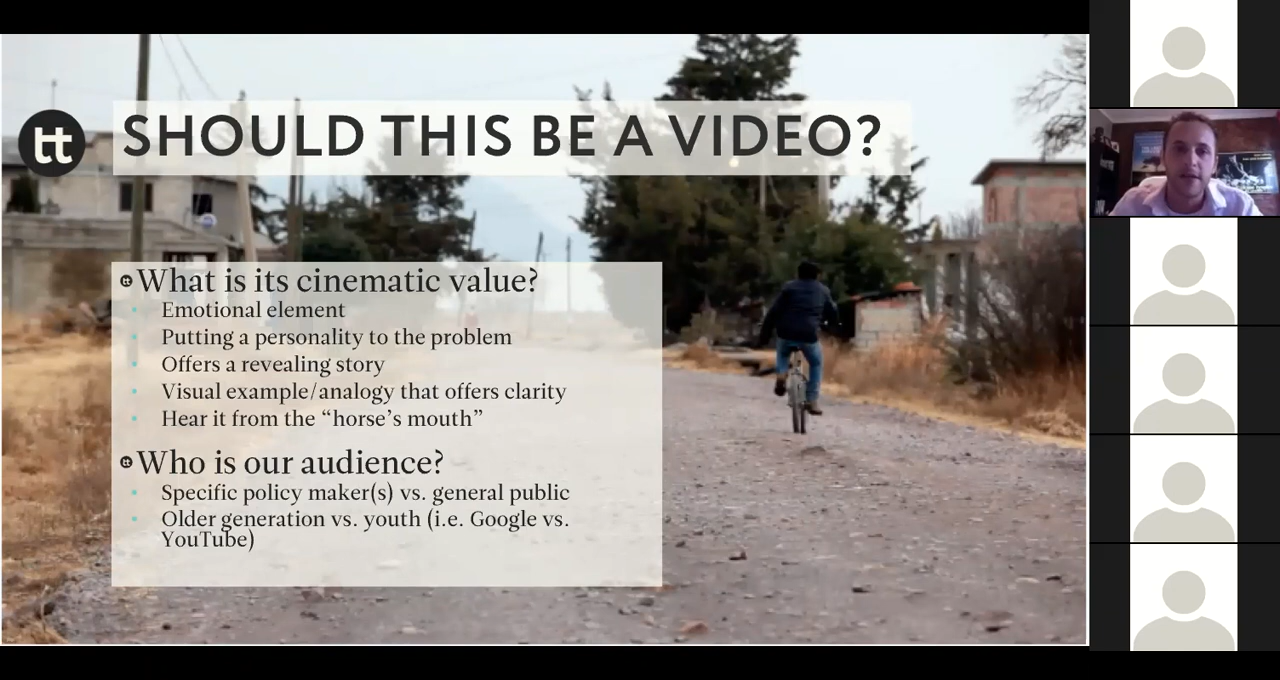 tt
SHOULD THIS BE A VIDEO?
What is its cinematic value?
Emotional element
Putting a personality to the problem
Offers a revealing story
Visual example/analogy that offers clarity
Hear it from the “horse’s mouth”
Who is our audience?
Specific policy maker(s) vs. general public
Older generation vs. youth (i.e. Google vs.
YouTube)